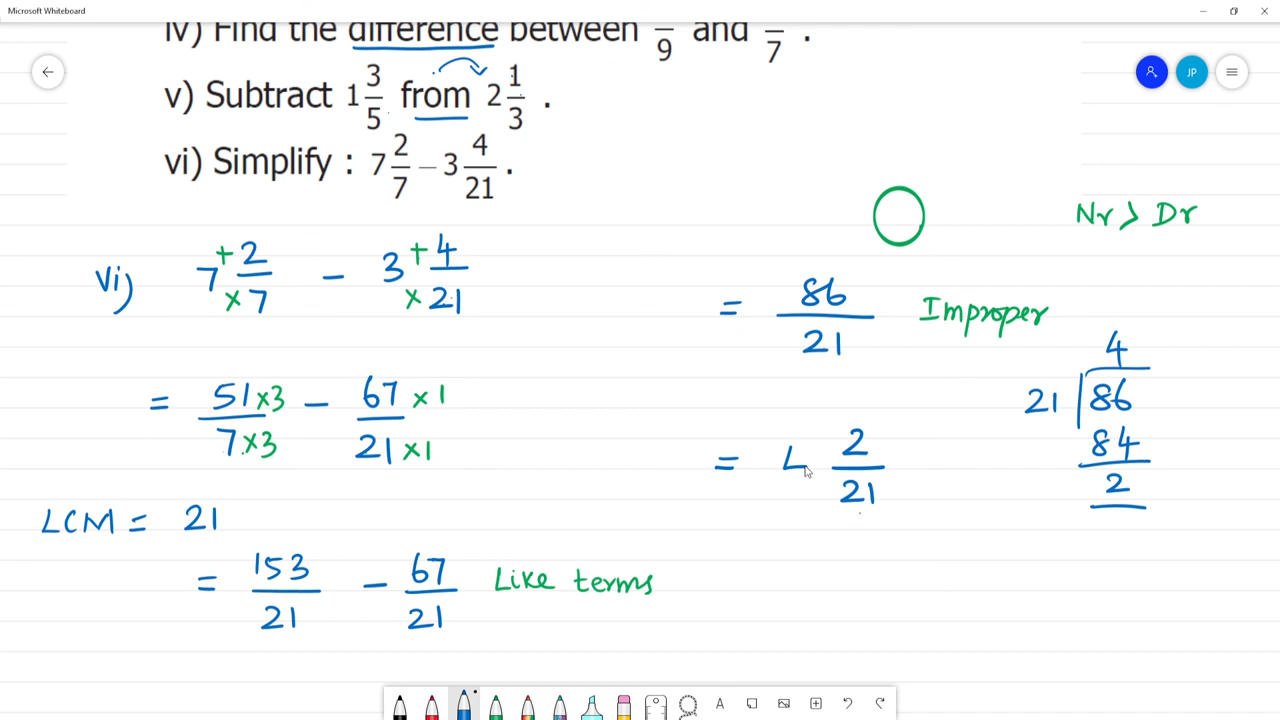 Microsoft Whiteboard
iv) Find the difference between /9 and /7 .
v) Subtract 1 3/5 from 2 1/3 .
vi) Simplify : 7 2/7 – 3 4/21 .
JP
Nr > Dr
vi) 7 + 2 / × 7 – 3 + 4 / × 21
= 51 × 3 / 7 × 3 – 67 × 1 / 21 × 1
LCM = 21
= 153/21 – 67/21 Like terms
= 86/21 Improper
= 4 2/21
4
21 86
84
2
A